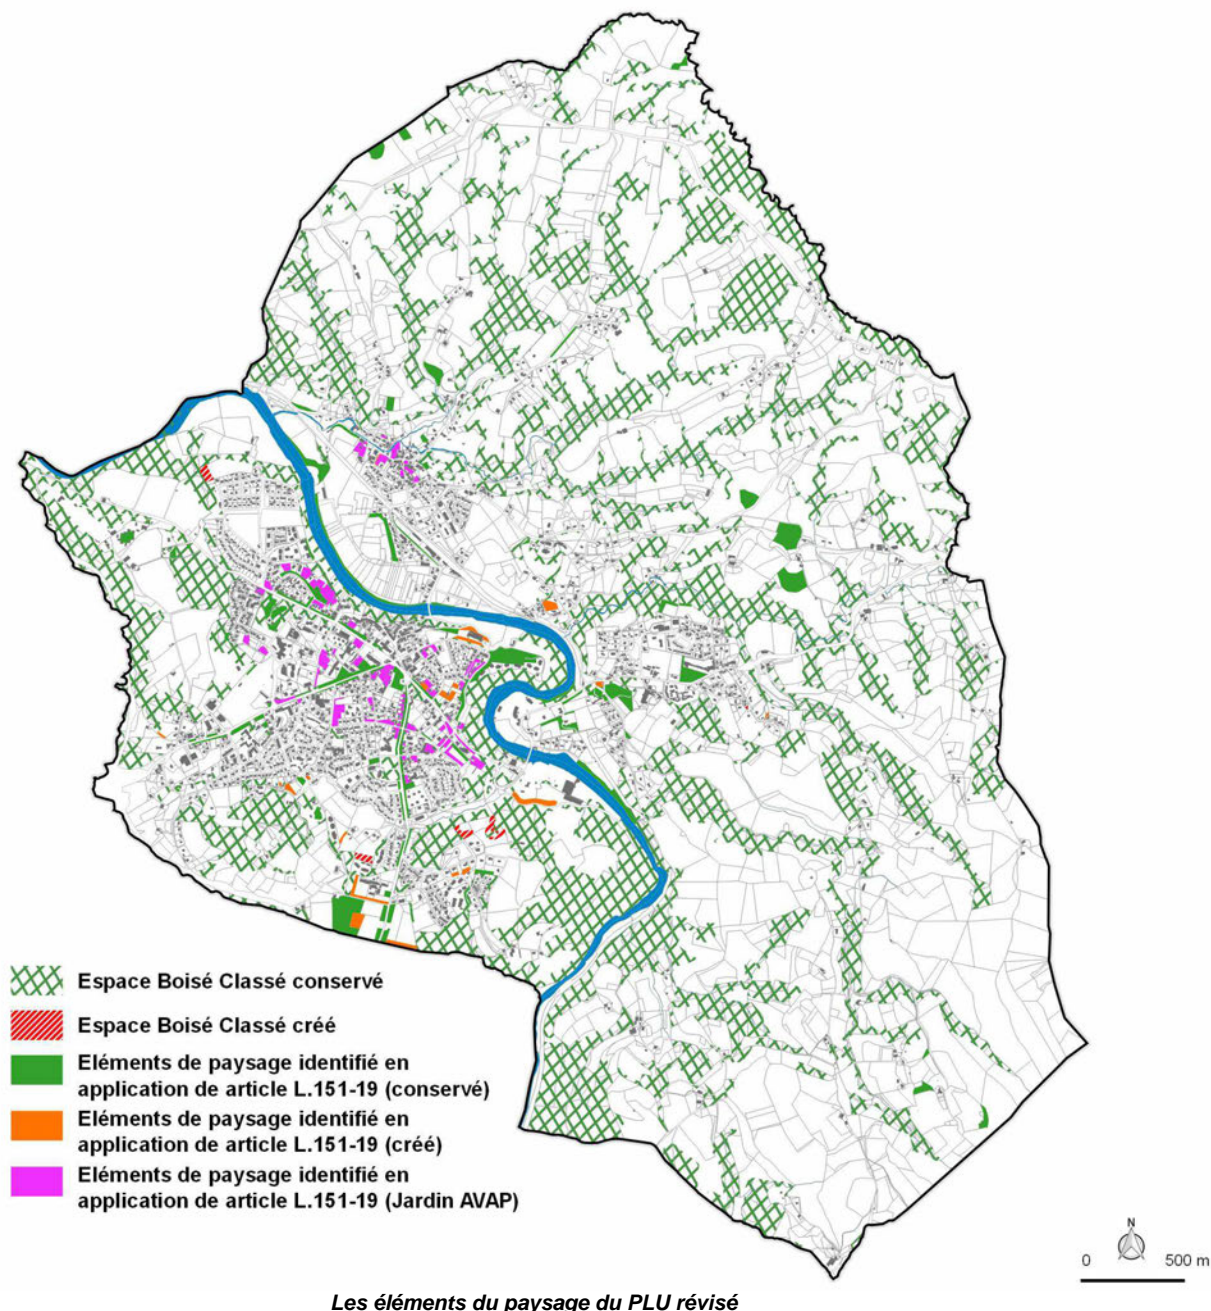 Espace Boisé Classé conservé
Espace Boisé Classé créé
Eléments de paysage identifié en
application de article L.151-19 (conservé)
Eléments de paysage identifié en
application de article L.151-19 (créé)
Eléments de paysage identifié en
application de article L.151-19 (Jardin AVAP)
N
0 500 m
Les éléments du paysage du PLU révisé